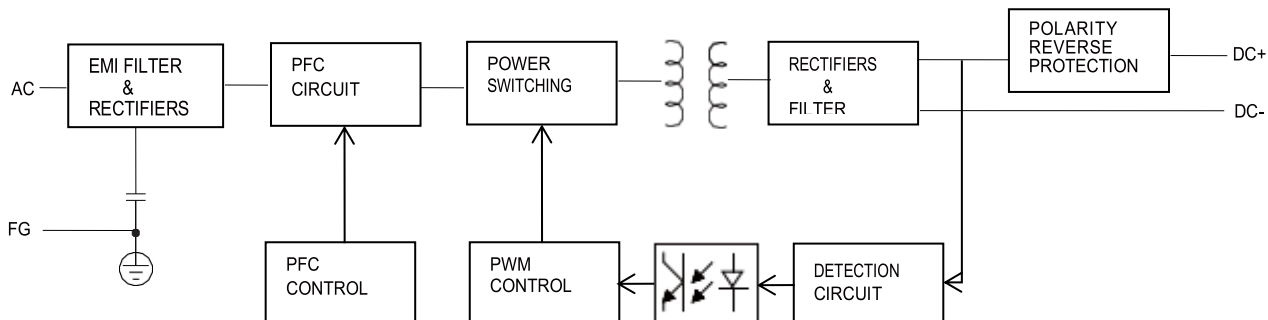 AC
EMI FILTER
&
RECTIFIERS
PFC
CIRCUIT
POWER
SWITCHING
RECTIFIERS
&
FILTER
POLARITY
REVERSE
PROTECTION
DC+
DC-
FG
PFC
CONTROL
PWM
CONTROL
DETECTION
CIRCUIT